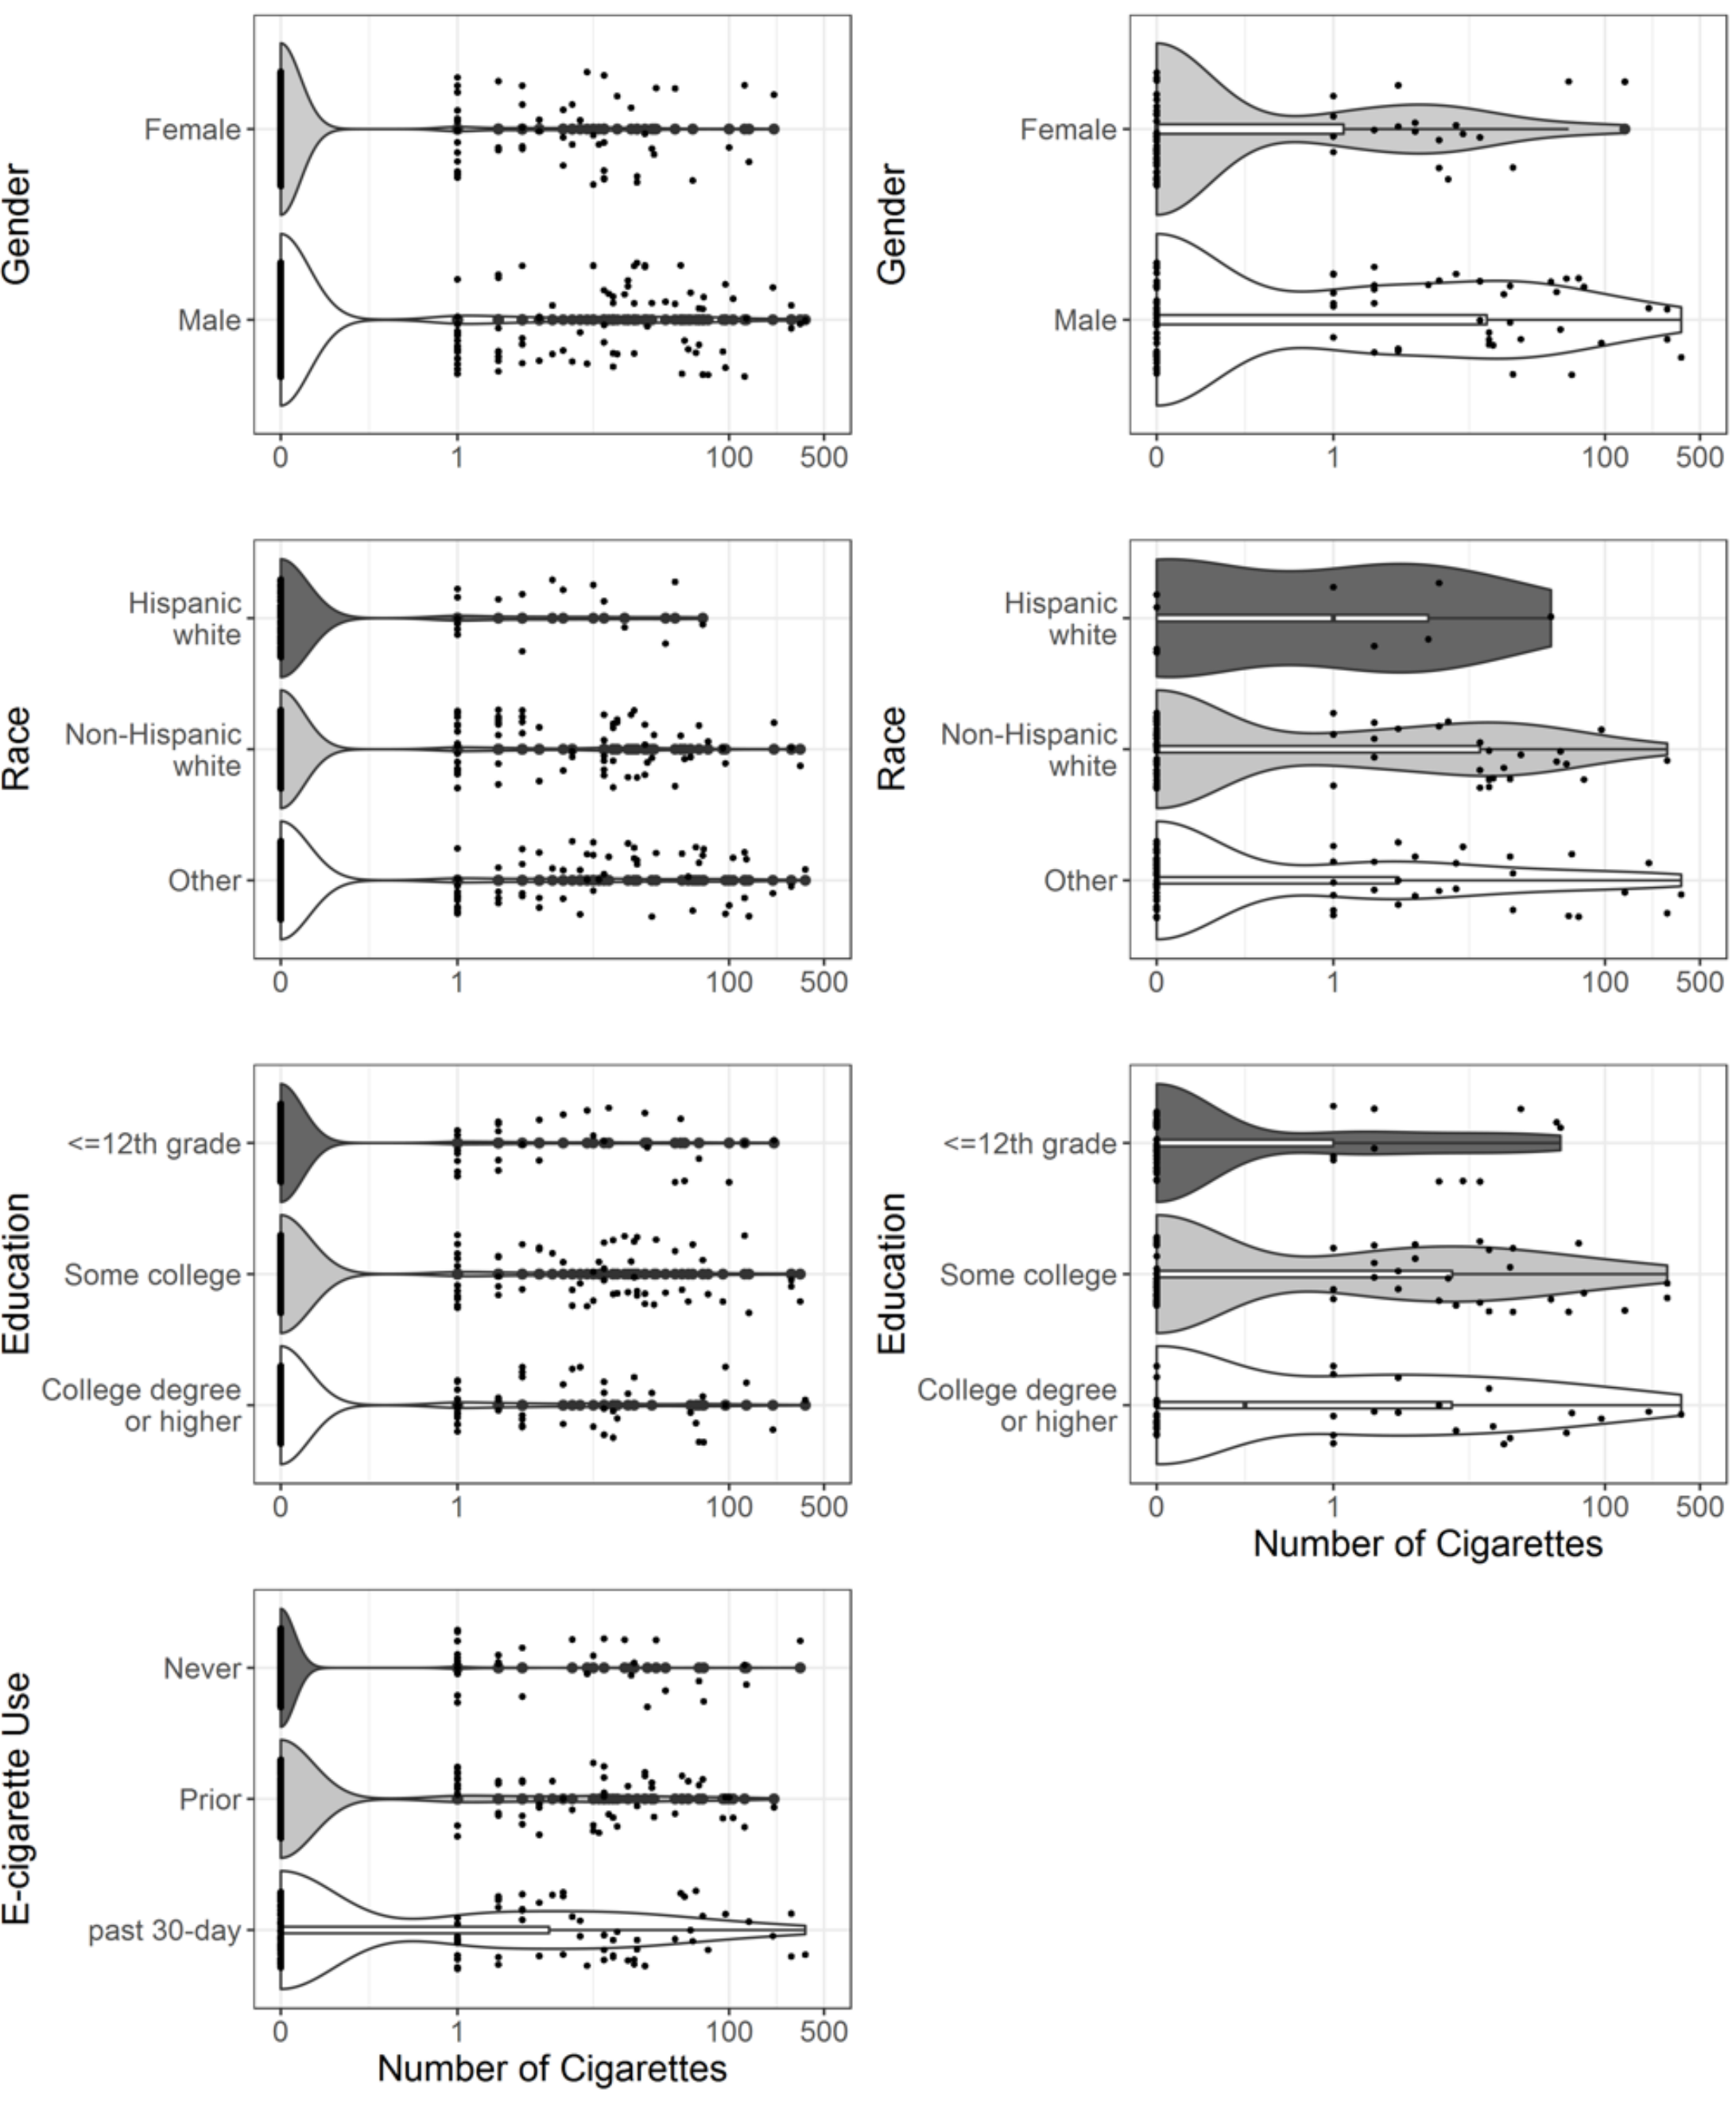 Gender
Female
Male
0 1 100 500
Gender
Female
Male
0 1 100 500
Race
Hispanic
white
Non-Hispanic
white
Other
0 1 100 500
Race
Hispanic
white
Non-Hispanic
white
Other
0 1 100 500
Education
<=12th grade
Some college
College degree
or higher
0 1 100 500
Education
<=12th grade
Some college
College degree
or higher
0 1 100 500
Number of Cigarettes
E-cigarette Use
Never
Prior
past 30-day
0 1 100 500
Number of Cigarettes